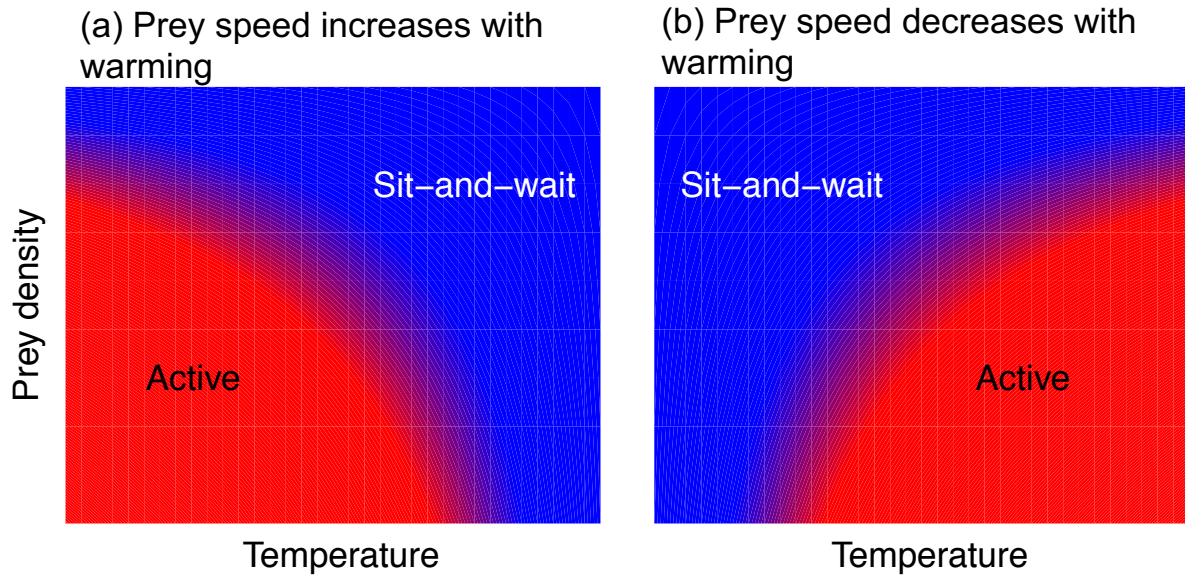 (a) Prey speed increases with
warming
(b) Prey speed decreases with
warming
Prey density
Sit−and−wait
Active
Temperature
Sit−and−wait
Active
Temperature